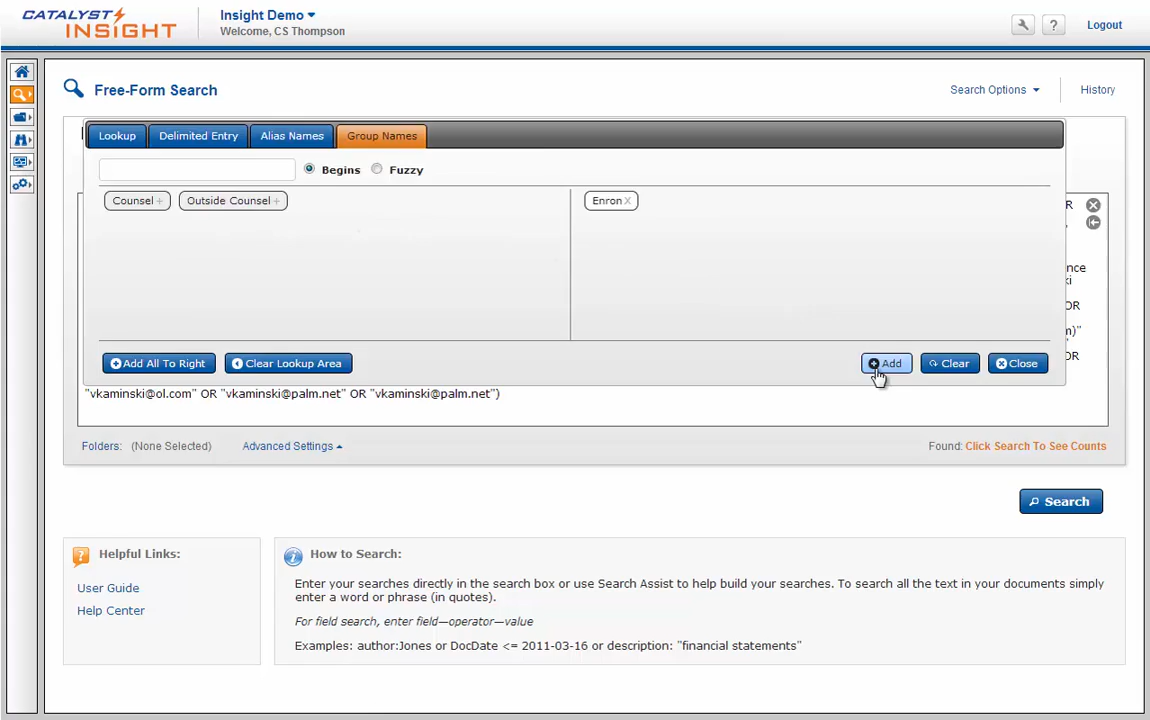 CATALYST
INSIGHT
Insight Demo
Welcome, CS Thompson
Logout
Free-Form Search
Search Options
History
Lookup
Delimited Entry
Alias Names
Group Names
Begins
Fuzzy
Counsel +
Outside Counsel +
Enron X
R
nce
ki
OR
m)"
OR
Add All To Right
Clear Lookup Area
Add
Clear
Close
"vkaminski@ol.com" OR "vkaminski@palm.net" OR "vkaminski@palm.net")
Folders: (None Selected)
Advanced Settings
Found: Click Search To See Counts
Search
Helpful Links:
User Guide
Help Center
How to Search:
Enter your searches directly in the search box or use Search Assist to help build your searches. To search all the text in your documents simply
enter a word or phrase (in quotes).
For field search, enter field—operator—value
Examples: author:Jones or DocDate <= 2011-03-16 or description: "financial statements"